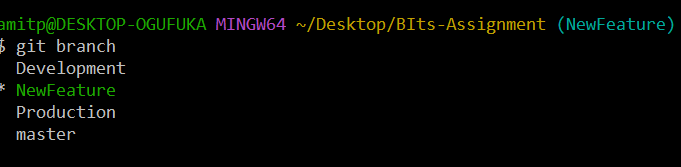 amitp@DESKTOP-OGUFUKA MINGW64 ~/Desktop/BIts-Assignment (NewFeature)
$ git branch
Development
* NewFeature
Production
master